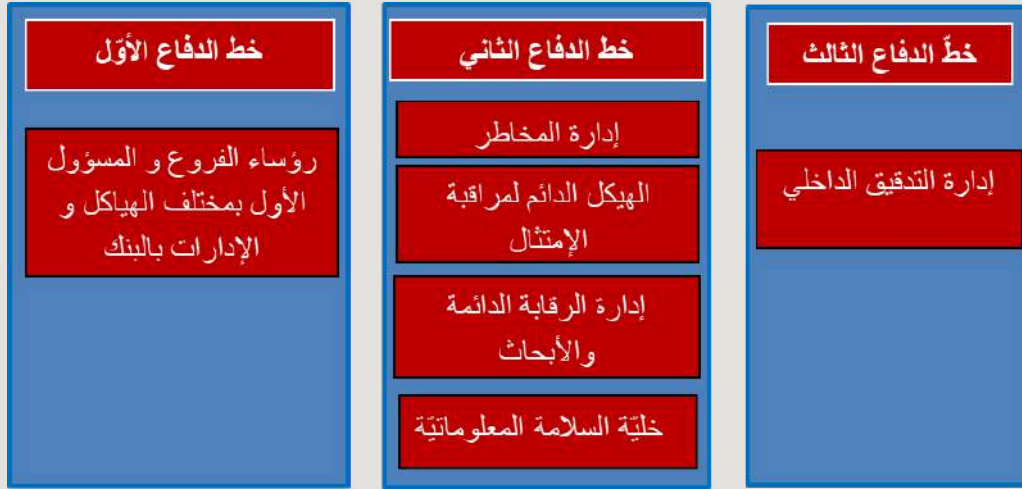 خط الدفاع الأوّل
رؤساء الفروع و المسؤول
الأول بمختلف الهياكل و
الإدارات بالبنك
خط الدفاع الثاني
إدارة المخاطر
الهيكل الدائم لمراقبة
الإمتثال
إدارة الرقابة الدائمة
والأبحاث
خليّة السلامة المعلوماتيّة
خطّ الدفاع الثالث
إدارة التدقيق الداخلي